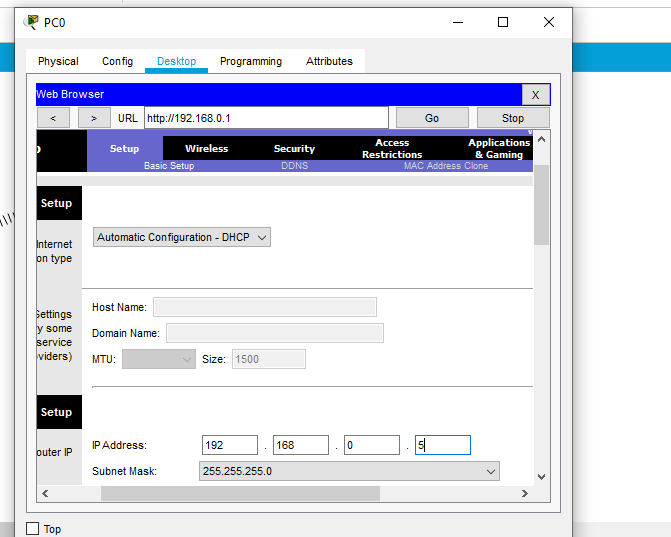 PC0
Physical Config Desktop Programming Attributes
Web Browser X
< > URL http://192.168.0.1 Go Stop
Setup Wireless Security Access Restrictions Applications & Gaming
Basic Setup DDNS MAC Address Clone
Setup
Internet
on type
Automatic Configuration - DHCP
Host Name:
Settings
y some
service
viders)
Domain Name:
MTU: Size: 1500
Setup
outer IP
IP Address: 192 . 168 . 0 . 5
Subnet Mask: 255.255.255.0
Top